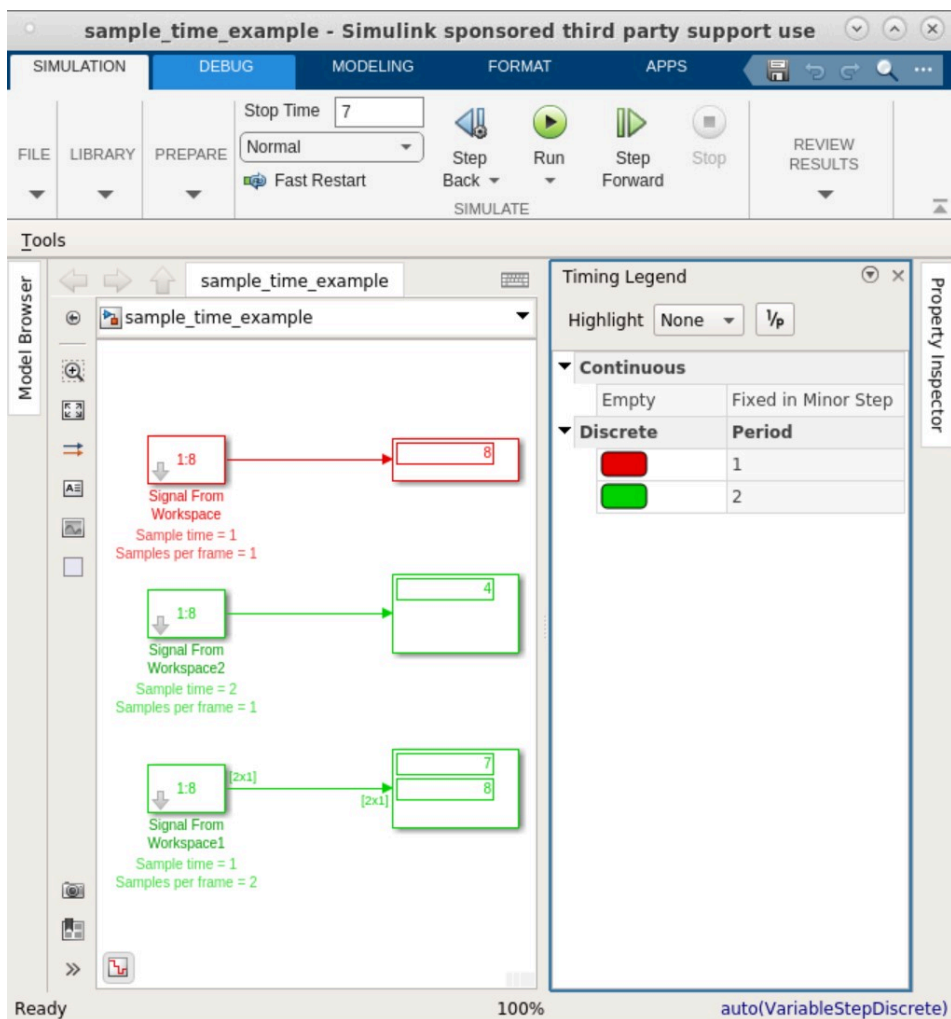 sample_time_example - Simulink sponsored third party support use
SIMULATION DEBUG MODELING FORMAT APPS
FILE
LIBRARY
PREPARE
Stop Time 7
Normal
Fast Restart
Step Back
Run
Step Forward
Stop
SIMULATE
REVIEW RESULTS
Tools
Model Browser
sample_time_example
sample_time_example
1:8
8
Signal From
Workspace
Sample time = 1
Samples per frame = 1
1:8
4
Signal From
Workspace2
Sample time = 2
Samples per frame = 1
1:8
[2x1]
[2x1]
7
8
Signal From
Workspace1
Sample time = 1
Samples per frame = 2
Timing Legend
Highlight None 1/P
Continuous
Empty Fixed in Minor Step
Discrete Period
1
2
Property Inspector
Ready 100% auto(VariableStepDiscrete)